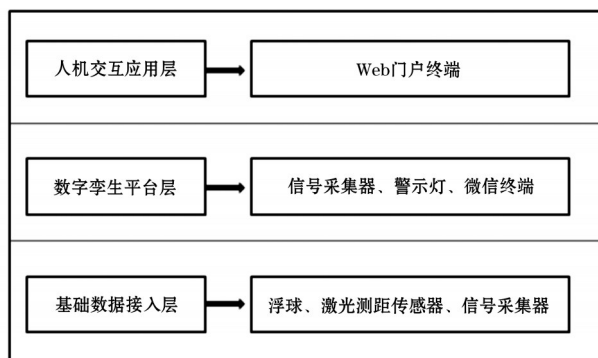 人机交互应用层
Web门户终端
数字孪生平台层
信号采集器、警示灯、微信终端
基础数据接入层
浮球、激光测距传感器、信号采集器